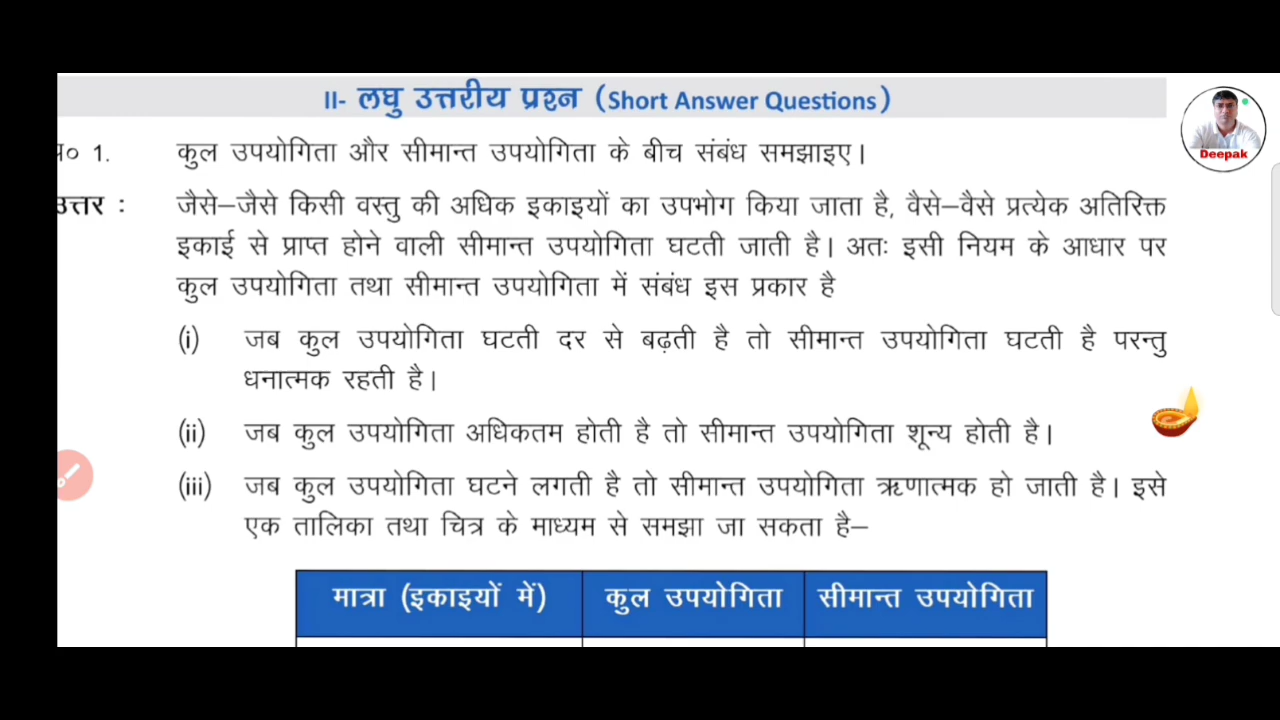 II- लघु उत्तरीय प्रश्न (Short Answer Questions)
प्र० 1. कुल उपयोगिता और सीमान्त उपयोगिता के बीच संबंध समझाइए।
उत्तर : जैसे–जैसे किसी वस्तु की अधिक इकाइयों का उपभोग किया जाता है, वैसे–वैसे प्रत्येक अतिरिक्त
इकाई से प्राप्त होने वाली सीमान्त उपयोगिता घटती जाती है। अतः इसी नियम के आधार पर
कुल उपयोगिता तथा सीमान्त उपयोगिता में संबंध इस प्रकार है
(i) जब कुल उपयोगिता घटती दर से बढ़ती है तो सीमान्त उपयोगिता घटती है परन्तु
धनात्मक रहती है।
(ii) जब कुल उपयोगिता अधिकतम होती है तो सीमान्त उपयोगिता शून्य होती है।
(iii) जब कुल उपयोगिता घटने लगती है तो सीमान्त उपयोगिता ऋणात्मक हो जाती है। इसे
एक तालिका तथा चित्र के माध्यम से समझा जा सकता है–
मात्रा (इकाइयों में) कुल उपयोगिता सीमान्त उपयोगिता
Deepak